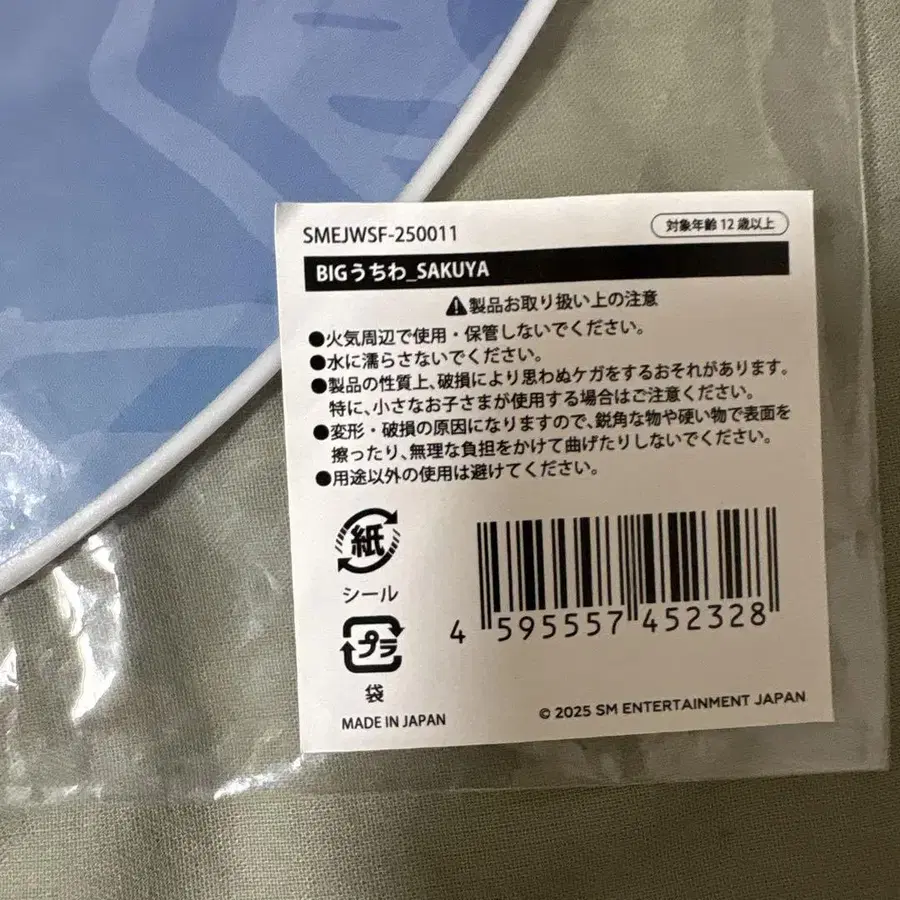 SMEJWSF-250011
対象年齢12歳以上
BIGうちわ_SAKUYA
製品お取り扱い上の注意
●火気周辺で使用・保管しないでください。
●水に濡らさないでください。
●製品の性質上、破損により思わぬケガをするおそれがあります。
特に、小さなお子さまが使用する場合はご注意ください。
●変形・破損の原因になりますので、鋭角な物や硬い物で表面を
擦ったり、無理な負担をかけて曲げたりしないでください。
●用途以外の使用は避けてください。
紙
シール
プラ
袋
4 595557 452328
MADE IN JAPAN
© 2025 SM ENTERTAINMENT JAPAN